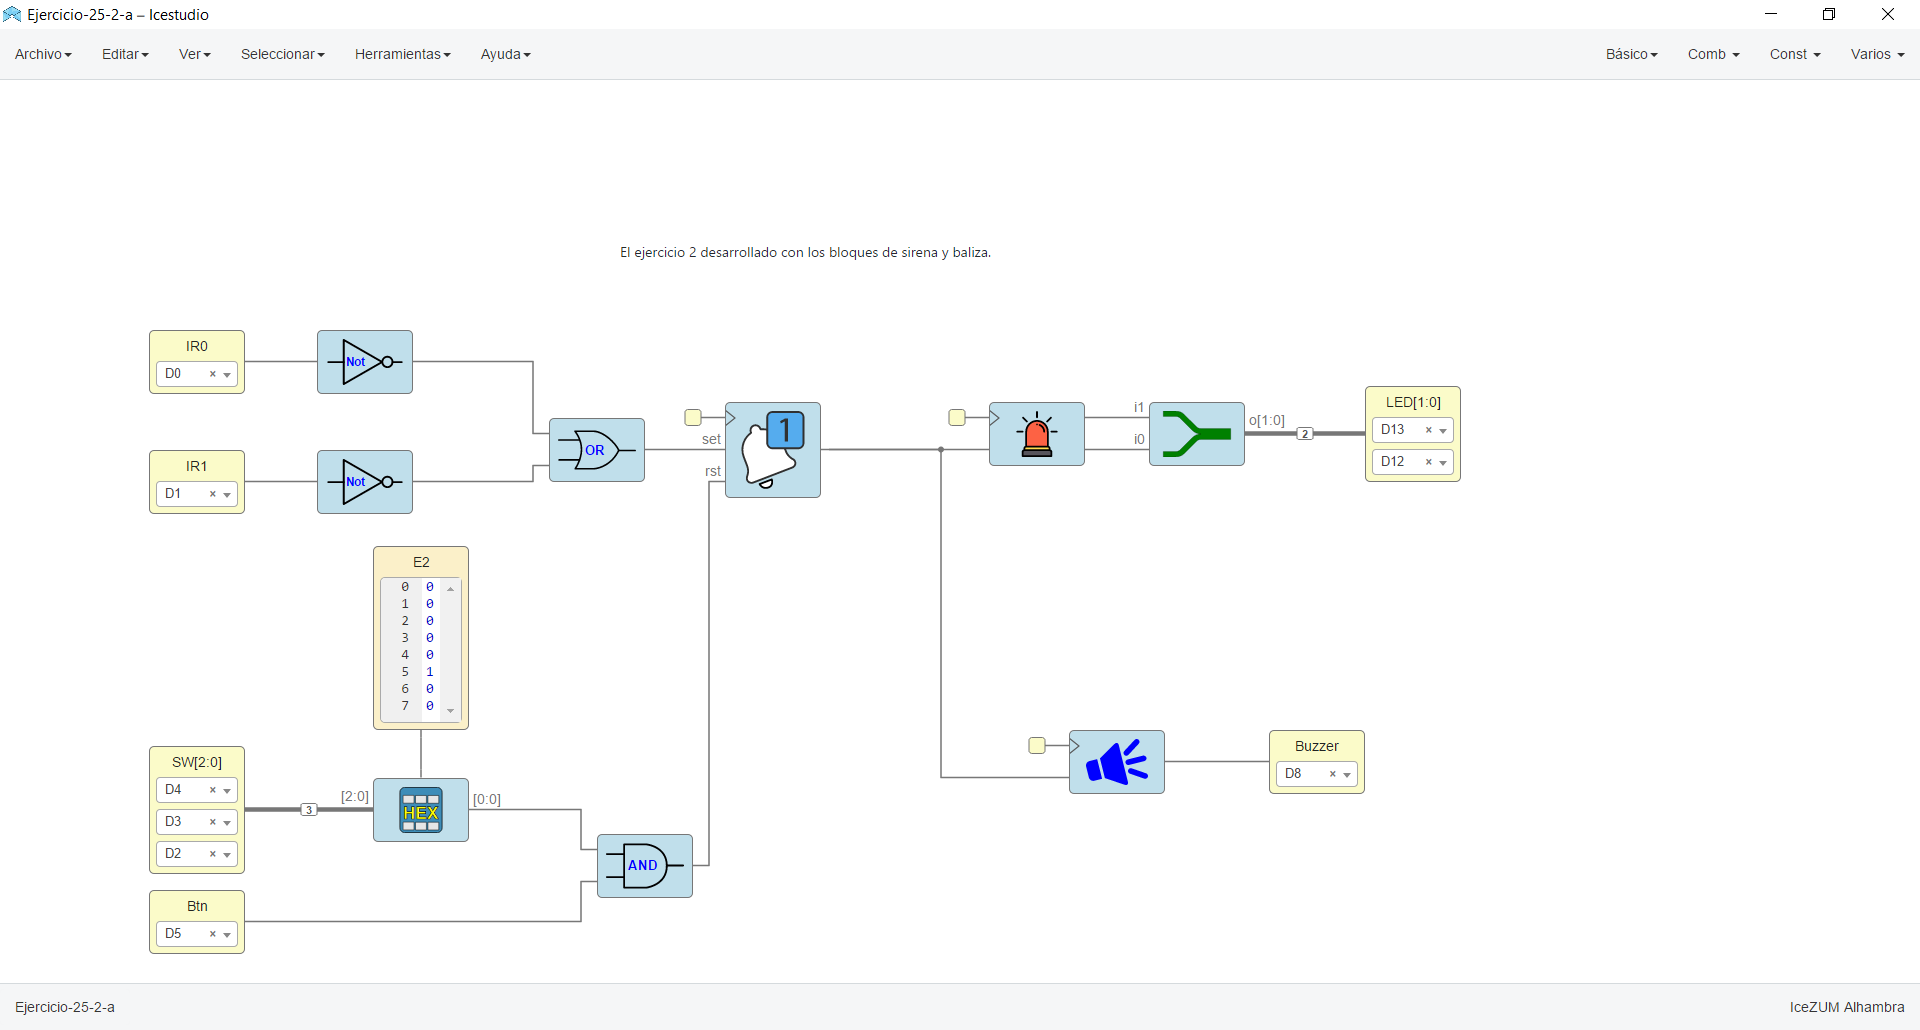 Ejercicio-25-2-a – Icestudio
Archivo Editar Ver Seleccionar Herramientas Ayuda Básico Comb Const Varios
El ejercicio 2 desarrollado con los bloques de sirena y baliza.
IR0
D0 ×
Not
IR1
D1 ×
Not
OR
set
rst
1
i1
i0
o[1:0]
2
LED[1:0]
D13 ×
D12 ×
E2
0 0
1 0
2 0
3 0
4 0
5 1
6 0
7 0
SW[2:0]
D4 ×
D3 ×
D2 ×
3
[2:0]
HEX
[0:0]
AND
Btn
D5 ×
Buzzer
D8 ×
Ejercicio-25-2-a IceZUM Alhambra